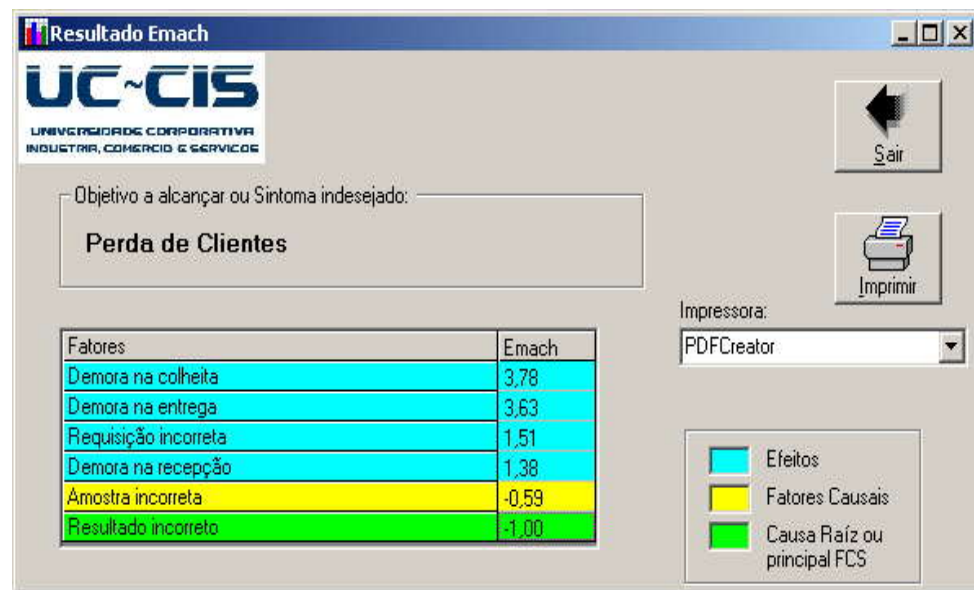 Resultado Emach
UC~CIS
UNIVERSIDADE CORPORATIVA
INDUSTRIA, COMERCIO E SERVICOS
Sair
Objetivo a alcançar ou Sintoma indesejado:
Perda de Clientes
Imprimir
Impressora:
PDFCreator
Fatores Emach
Demora na colheita 3,78
Demora na entrega 3,63
Requisição incorreta 1,51
Demora na recepção 1,38
Amostra incorreta -0,59
Resultado incorreto -1,00
Efeitos
Fatores Causais
Causa Raíz ou
principal FCS